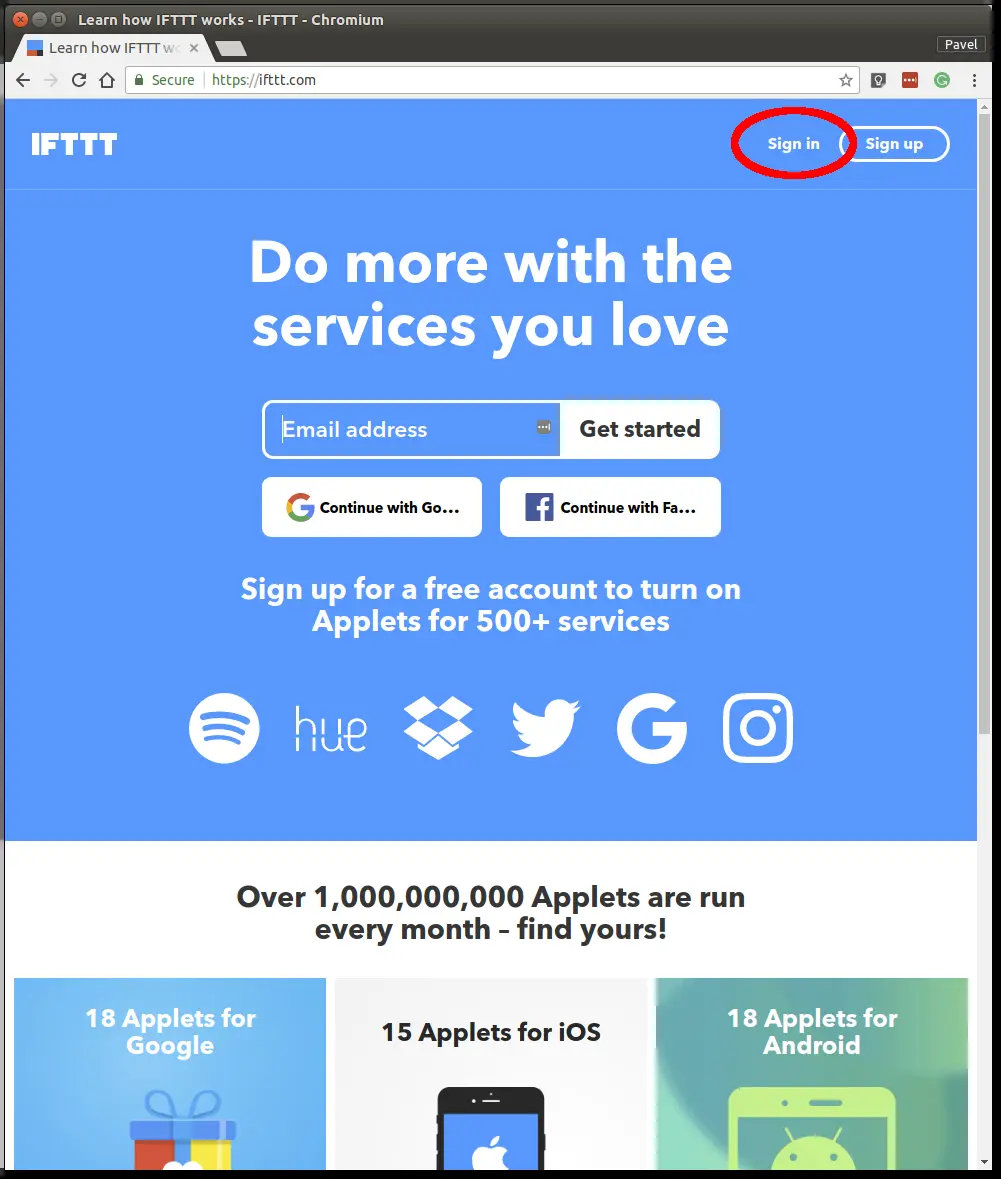 Learn how IFTTT works - IFTTT - Chromium
Learn how IFTTT wo
Pavel
Secure
https://ifttt.com
IFTTT
Sign in
Sign up
Do more with the
services you love
Email address
Get started
Continue with Go...
Continue with Fa...
Sign up for a free account to turn on
Applets for 500+ services
hue
Over 1,000,000,000 Applets are run
every month – find yours!
18 Applets for
Google
15 Applets for iOS
18 Applets for
Android